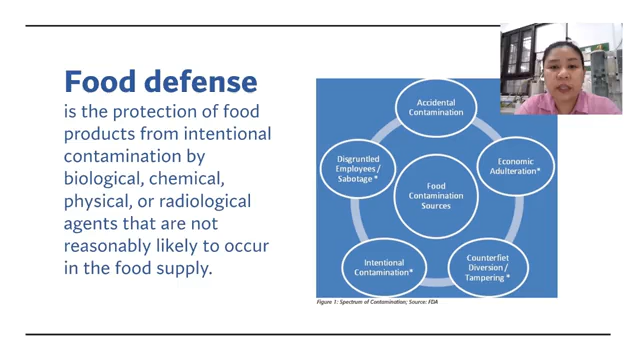 Food defense
is the protection of food
products from intentional
contamination by
biological, chemical,
physical, or radiological
agents that are not
reasonably likely to occur
in the food supply.
Accidental
Contamination
Disgruntled
Employees /
Sabotage *
Economic
Adulteration*
Food
Contamination
Sources
Intentional
Contamination*
Counterfiet
Diversion /
Tampering *
Figure 1: Spectrum of Contamination; Source: FDA